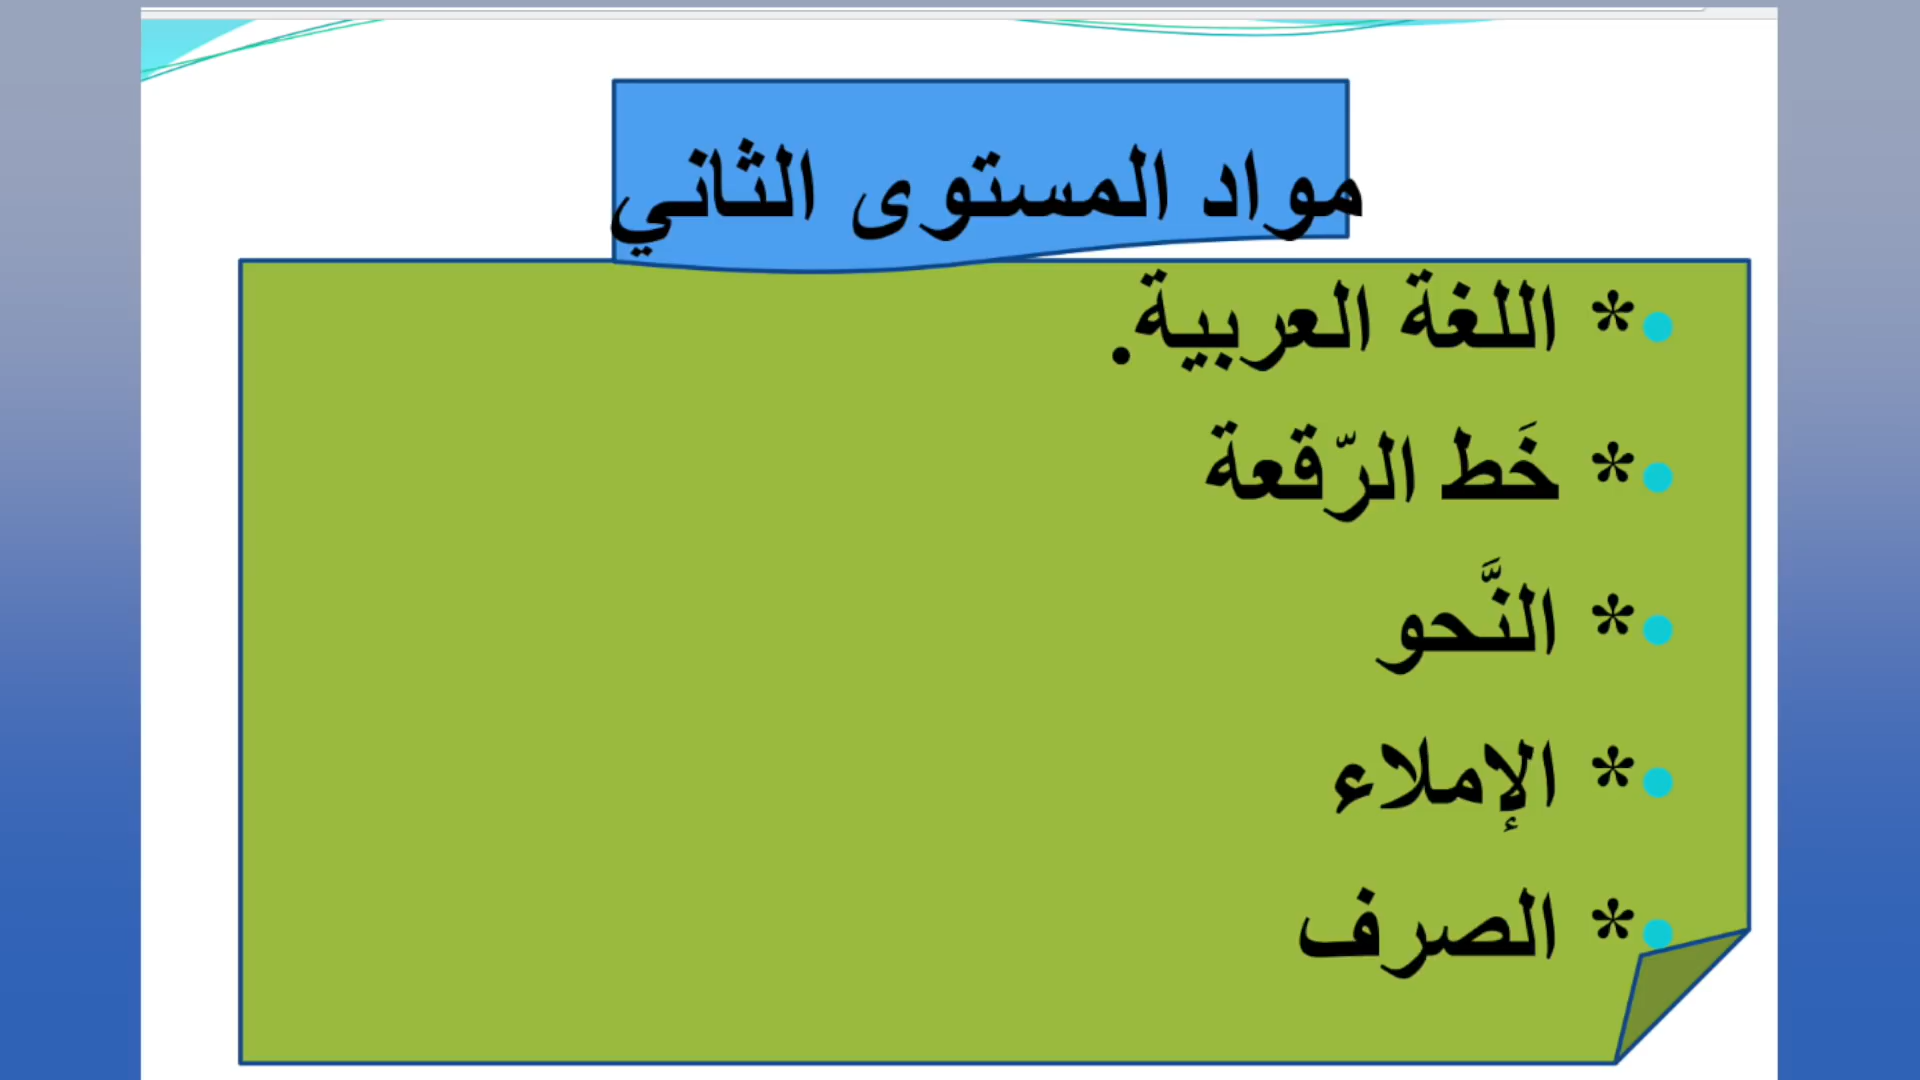 مواد المستوى الثاني
* اللغة العربية.
* خَط الرّقعة
* النَّحو
* الإملاء
* الصرف